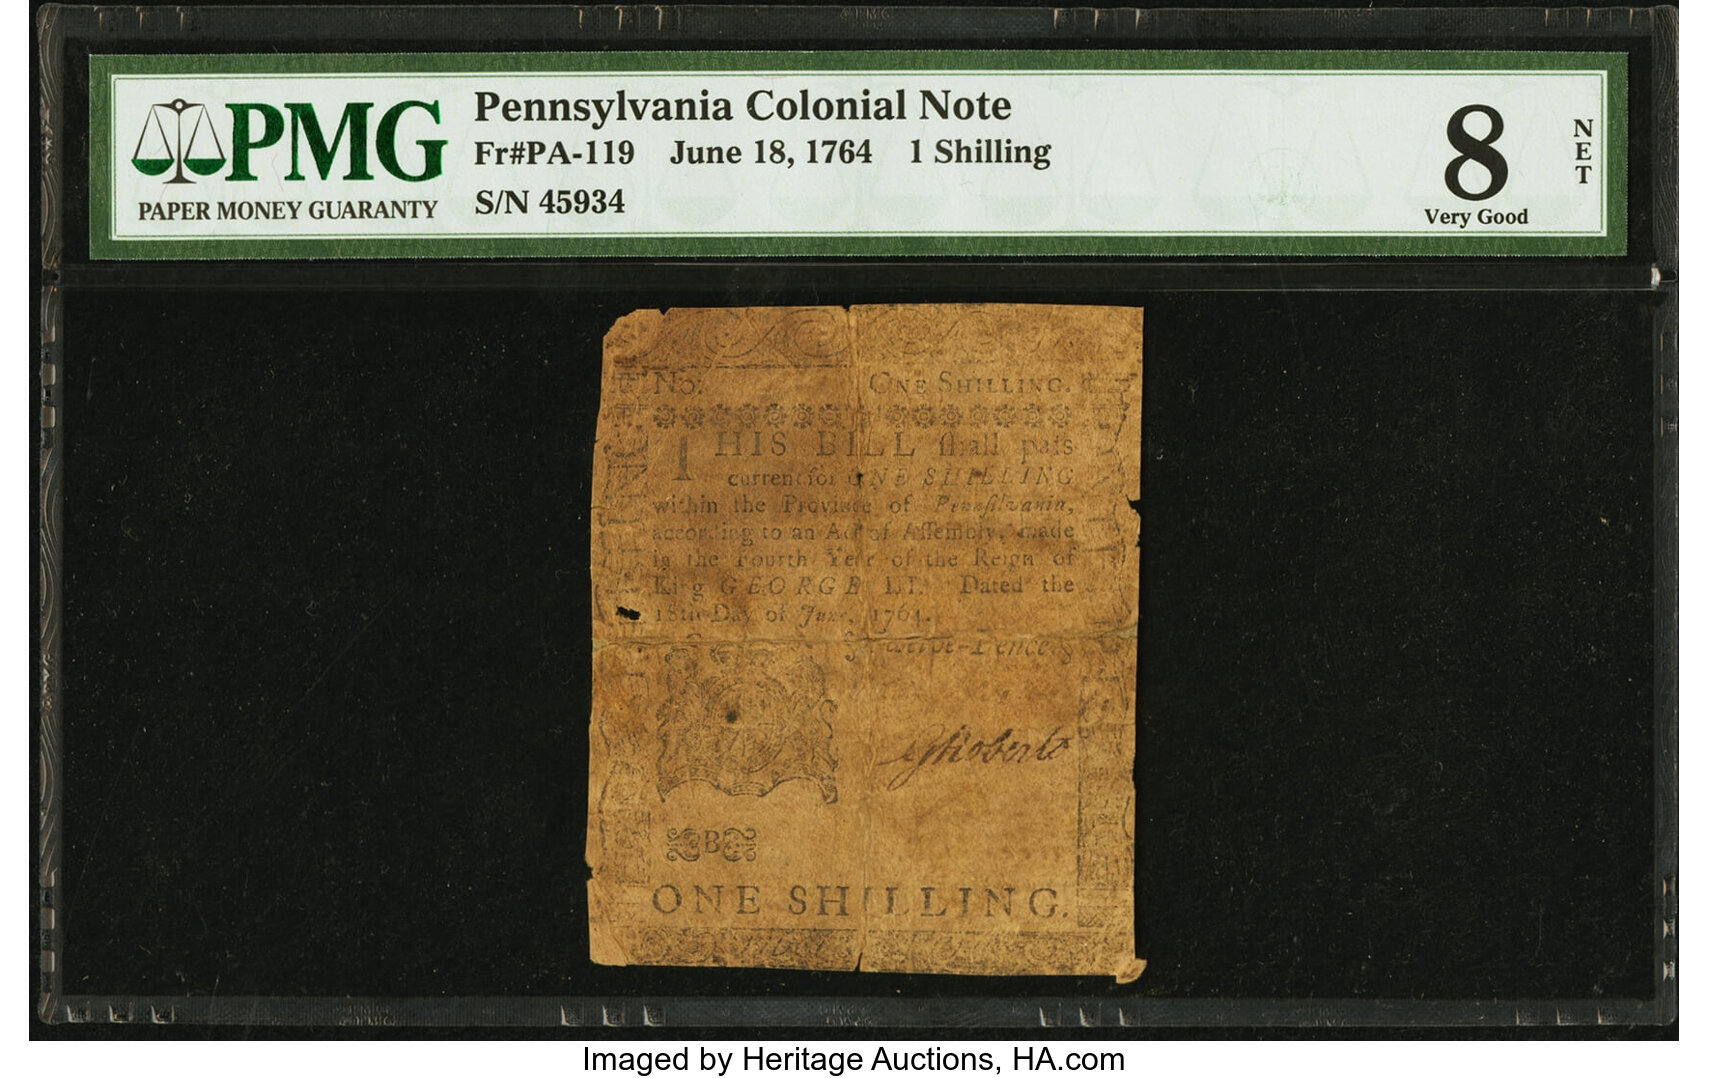 PMG
PAPER MONEY GUARANTY
Pennsylvania Colonial Note
Fr#PA-119 June 18, 1764 1 Shilling
S/N 45934
8
Very Good
NET
No: ONE SHILLING.
THIS BILL ſhall paſs
current for ONE SHILLING
within the Province of Pennſilvania,
according to an Act of Aſſembly, made
in the Fourth Year of the Reign of
King GEORGE III. Dated the
18th Day of June, 1764.
Twelve-Pence
B
ONE SHILLING.
Imaged by Heritage Auctions, HA.com